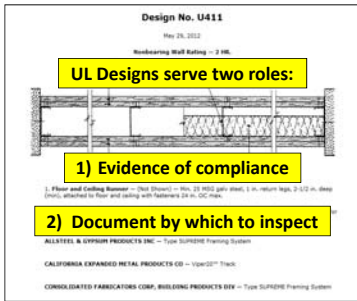 Design No. U411
May 29, 2012
Nonbearing Wall Rating — 2 HR.
UL Designs serve two roles:
1) Evidence of compliance
1. Floor and Ceiling Runner — (Not Shown) — Min. 25 MSG galv steel, 1 in. return legs, 2-1/2 in. deep
(min), attached to floor and ceiling with fasteners 24 in. OC max.
2) Document by which to inspect
ALLSTEEL & GYPSUM PRODUCTS INC — Type SUPREME Framing System
CALIFORNIA EXPANDED METAL PRODUCTS CO — Viper20™ Track
CONSOLIDATED FABRICATORS CORP, BUILDING PRODUCTS DIV — Type SUPREME Framing System